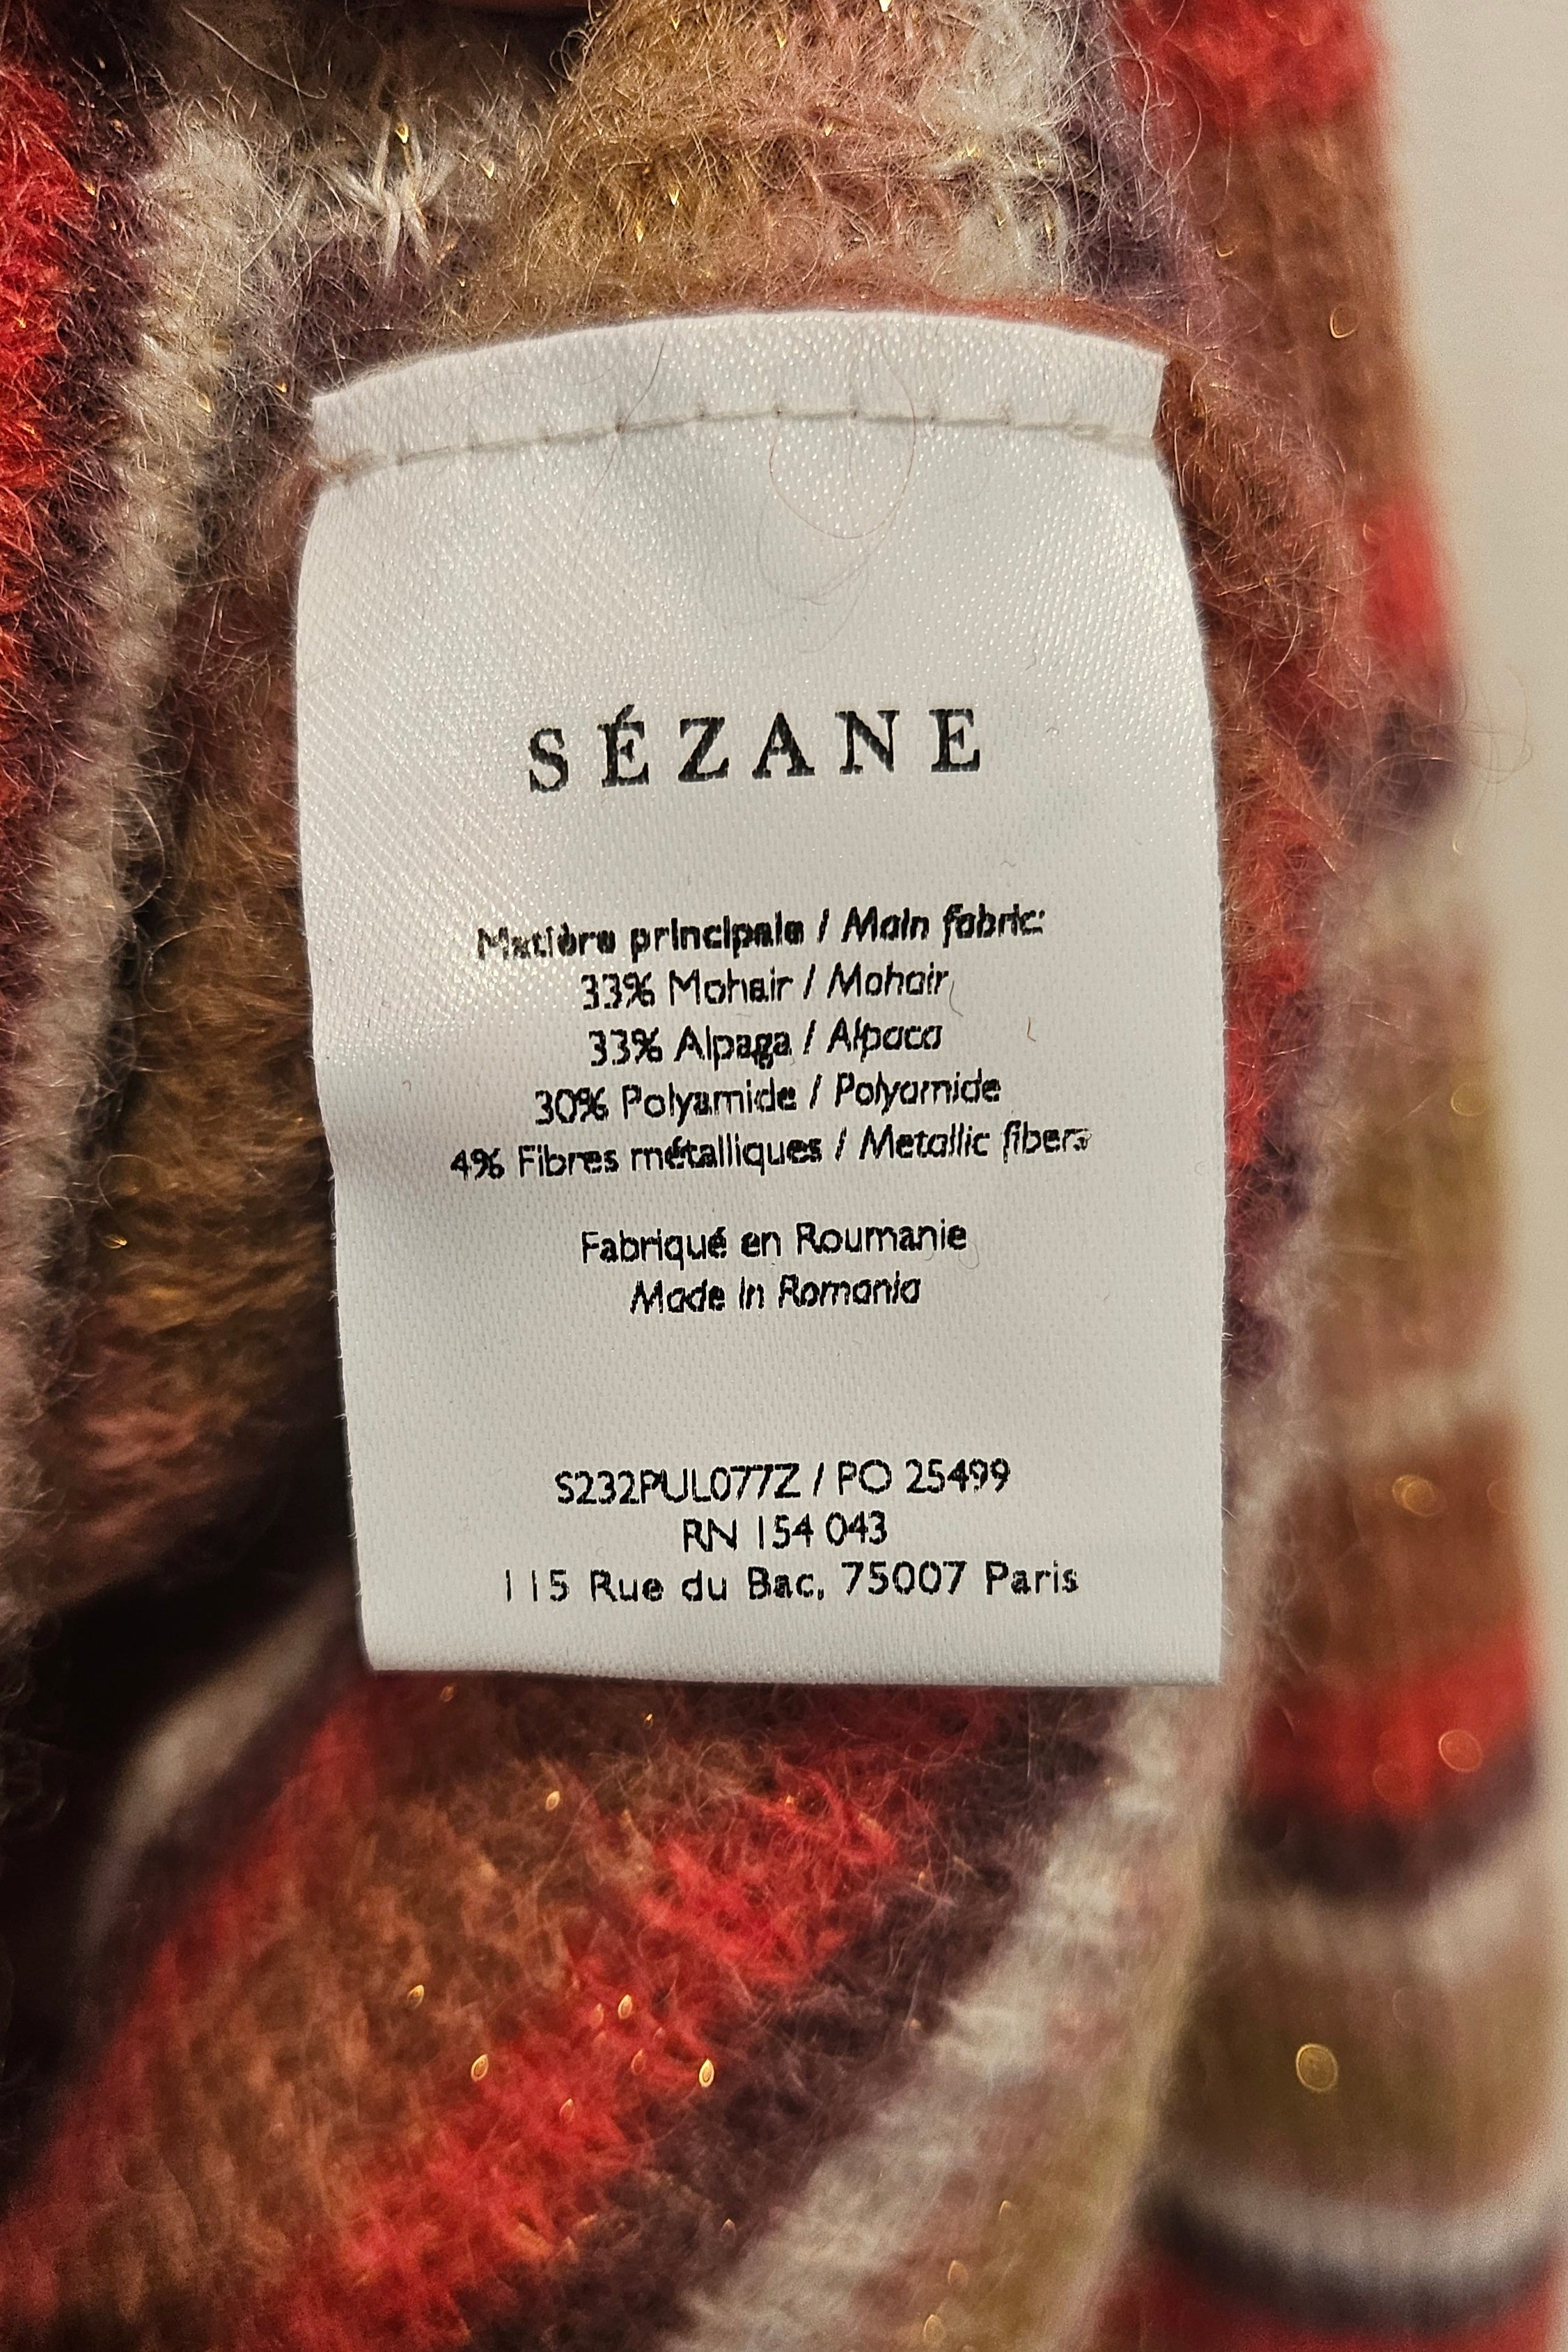 SÉZANE
Matière principale / Main fabric:
33% Mohair / Mohair
33% Alpaga / Alpaca
30% Polyamide / Polyamide
4% Fibres métalliques / Metallic fibers
Fabriqué en Roumanie
Made in Romania
S232PUL077Z / PO 25499
RN 154 043
115 Rue du Bac, 75007 Paris